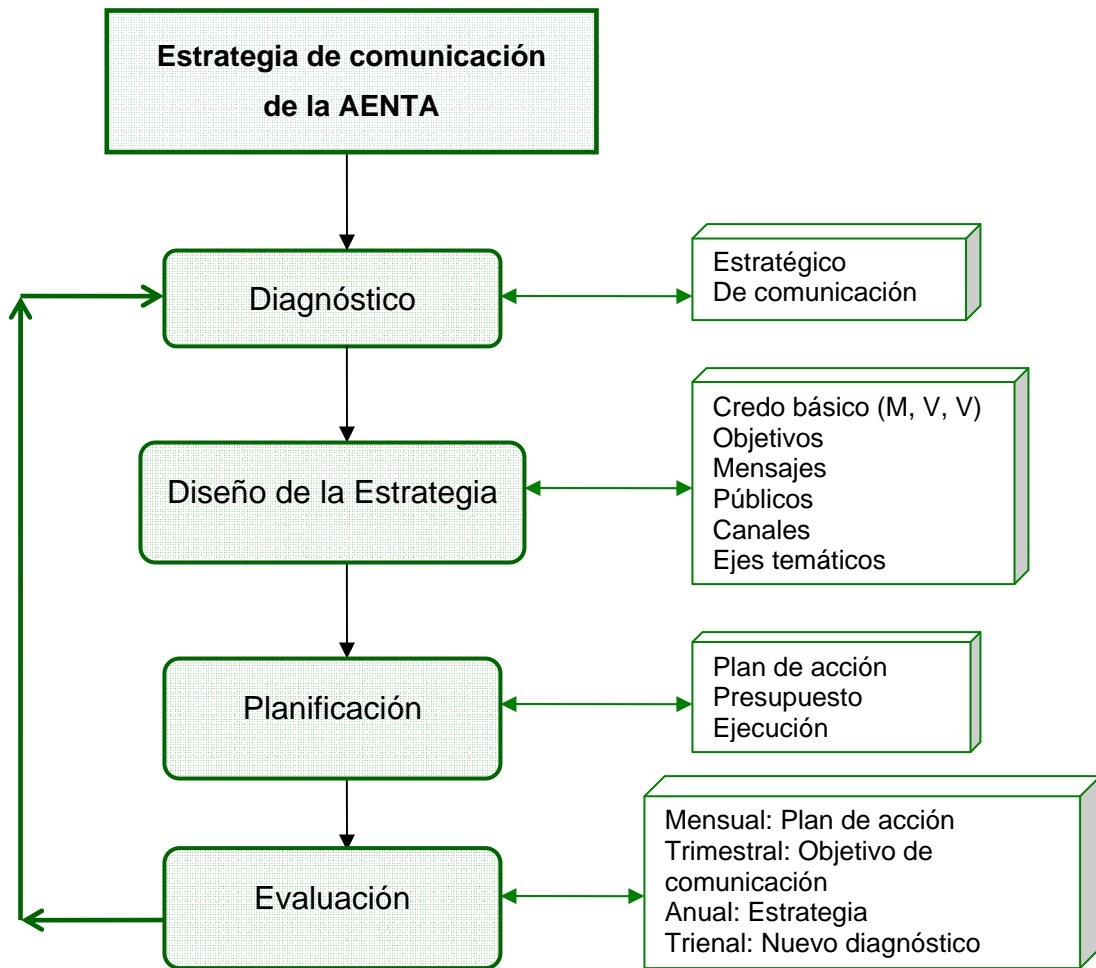 Estrategia de comunicación
de la AENTA
Diagnóstico
Estratégico
De comunicación
Diseño de la Estrategia
Credo básico (M, V, V)
Objetivos
Mensajes
Públicos
Canales
Ejes temáticos
Planificación
Plan de acción
Presupuesto
Ejecución
Evaluación
Mensual: Plan de acción
Trimestral: Objetivo de
comunicación
Anual: Estrategia
Trienal: Nuevo diagnóstico